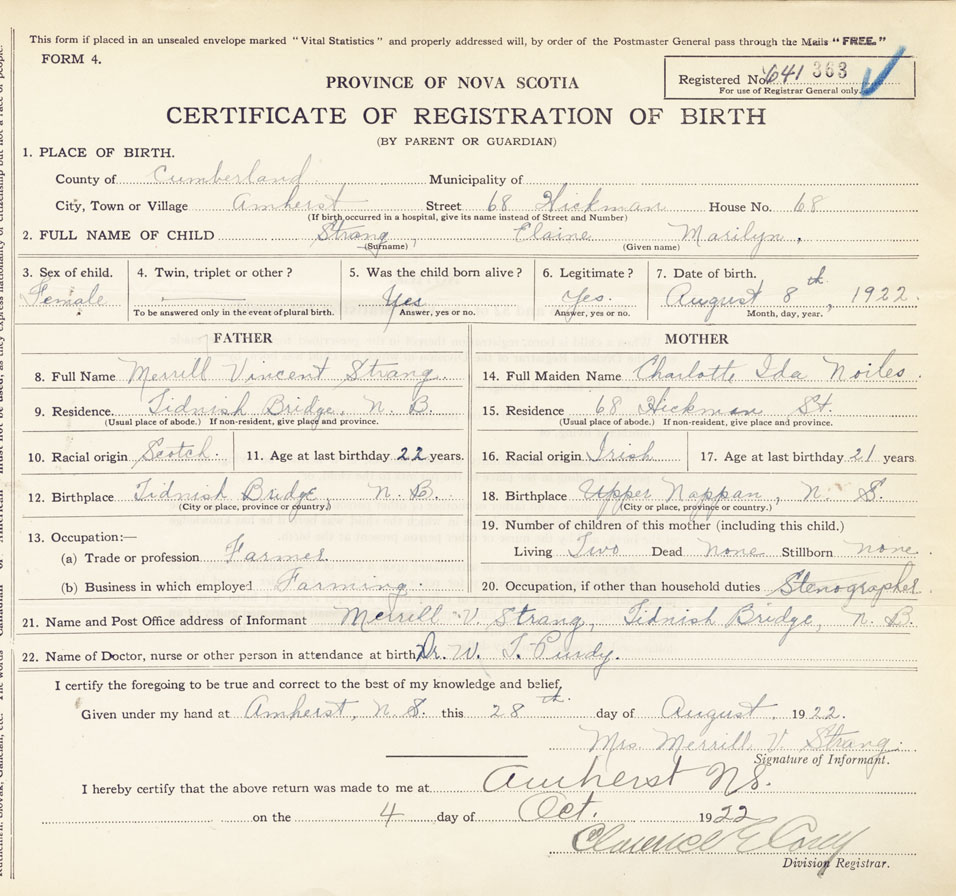 This form if placed in an unsealed envelope marked "Vital Statistics" and properly addressed will, by order of the Postmaster General pass through the Mails "FREE."
FORM 4.
Registered No. 641 363
For use of Registrar General only.
PROVINCE OF NOVA SCOTIA
CERTIFICATE OF REGISTRATION OF BIRTH
(BY PARENT OR GUARDIAN)
1. PLACE OF BIRTH.
County of Cumberland Municipality of
City, Town or Village Amherst Street 68 Hickman House No. 68
(If birth occurred in a hospital, give its name instead of Street and Number)
2. FULL NAME OF CHILD Strang, Elaine Marilyn,
(Surname) (Given name)
3. Sex of child. 4. Twin, triplet or other? 5. Was the child born alive? 6. Legitimate? 7. Date of birth.
Female Yes Yes. August 8th, 1922.
To be answered only in the event of plural birth. Answer, yes or no. Answer, yes or no. Month, day, year,
FATHER MOTHER
8. Full Name Merrill Vincent Strang. 14. Full Maiden Name Charlotte Ida Noiles.
9. Residence. Tidnish Bridge, N. B. 15. Residence 68 Hickman St.
(Usual place of abode.) If non-resident, give place and province. (Usual place of abode.) If non-resident, give place and province.
10. Racial origin Scotch. 11. Age at last birthday 22 years. 16. Racial origin Irish 17. Age at last birthday 21 years
12. Birthplace Tidnish Bridge, N. B. 18. Birthplace Upper Nappan, N. S.
(City or place, province or country.) (City or place, province or country.)
13. Occupation:— 19. Number of children of this mother (including this child.)
(a) Trade or profession Farmer Living Two Dead None Stillborn none
(b) Business in which employed Farming. 20. Occupation, if other than household duties Stenographer.
21. Name and Post Office address of Informant Merrill V. Strang, Tidnish Bridge, N. B.
22. Name of Doctor, nurse or other person in attendance at birth Dr. W. T. Purdy.
I certify the foregoing to be true and correct to the best of my knowledge and belief,
Given under my hand at Amherst, N. S. this 28th day of August, 1922.
Mrs. Merrill V. Strang.
Signature of Informant.
I hereby certify that the above return was made to me at Amherst NS.
on the 4 day of Oct. 1922
Clarence E
Division Registrar.